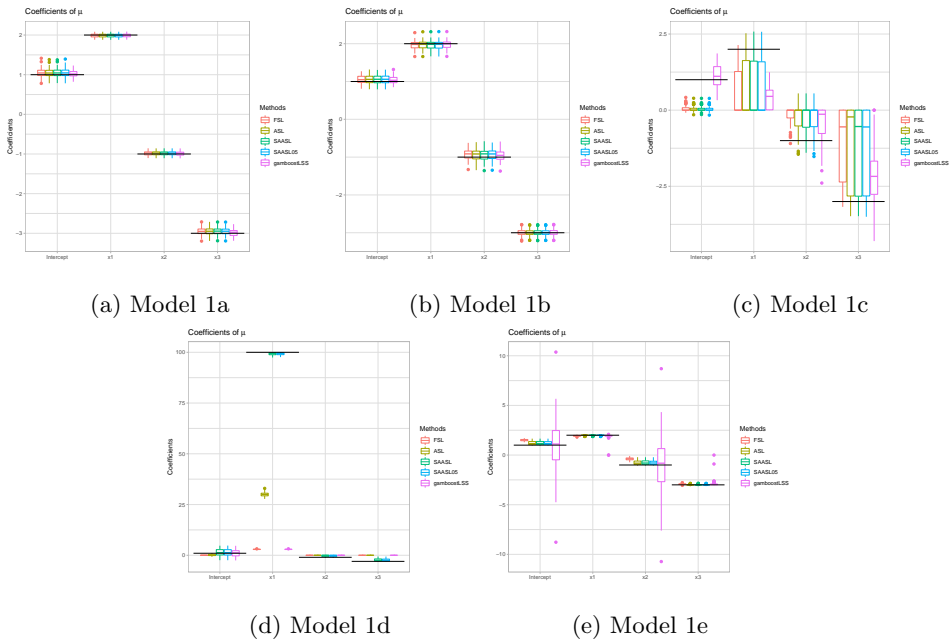 Coefficients of μ
Coefficients
2
1
0
−1
−2
−3
Intercept
x1
x2
x3
Methods
FSL
ASL
SAASL
SAASL05
gamboostLSS
(a) Model 1a
Coefficients of μ
Coefficients
2
0
−2
Intercept
x1
x2
x3
Methods
FSL
ASL
SAASL
SAASL05
gamboostLSS
(b) Model 1b
Coefficients of μ
Coefficients
2.5
0.0
−2.5
Intercept
x1
x2
x3
Methods
FSL
ASL
SAASL
SAASL05
gamboostLSS
(c) Model 1c
Coefficients of μ
Coefficients
100
75
50
25
0
Intercept
x1
x2
x3
Methods
FSL
ASL
SAASL
SAASL05
gamboostLSS
(d) Model 1d
Coefficients of μ
Coefficients
10
5
0
−5
−10
Intercept
x1
x2
x3
Methods
FSL
ASL
SAASL
SAASL05
gamboostLSS
(e) Model 1e